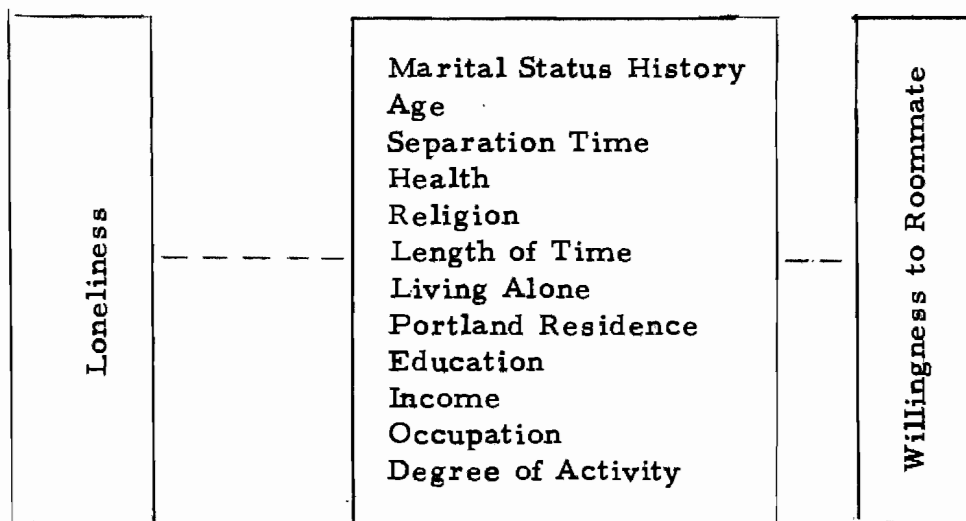 Loneliness
Marital Status History
Age
Separation Time
Health
Religion
Length of Time
Living Alone
Portland Residence
Education
Income
Occupation
Degree of Activity
Willingness to Roommate